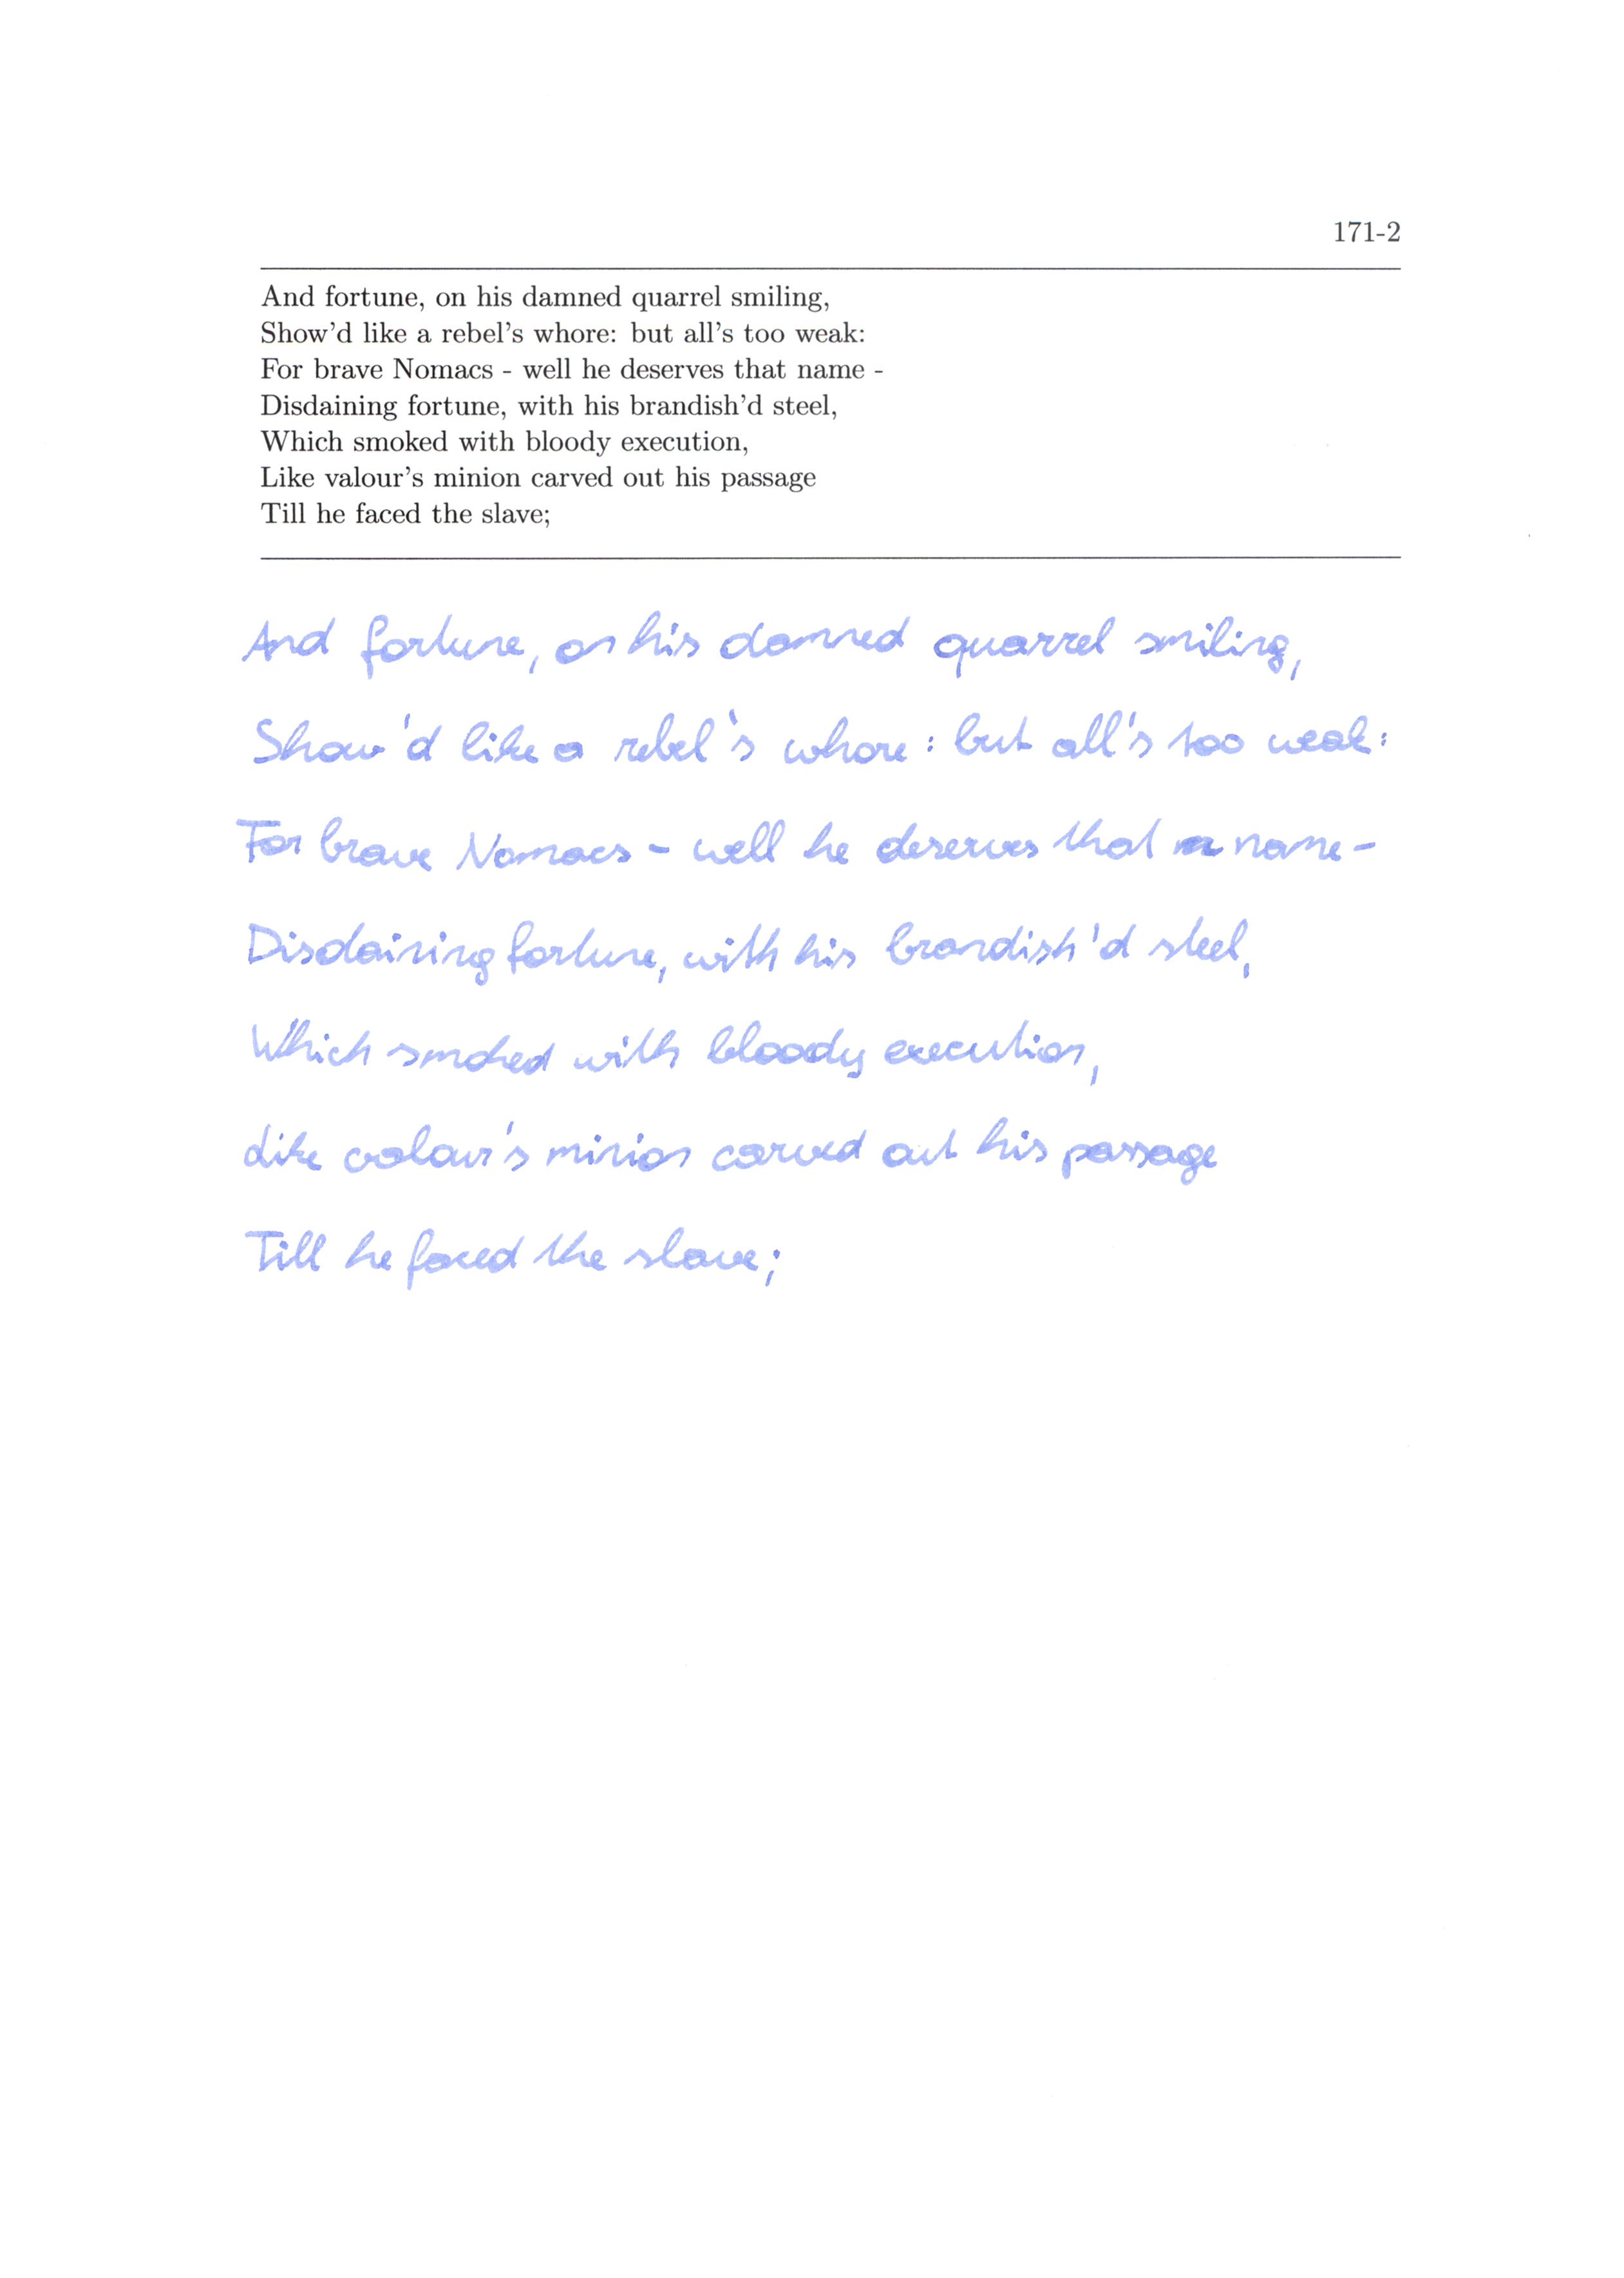 171-2
And fortune, on his damned quarrel smiling,
Show'd like a rebel's whore: but all's too weak:
For brave Nomacs - well he deserves that name -
Disdaining fortune, with his brandish'd steel,
Which smoked with bloody execution,
Like valour's minion carved out his passage
Till he faced the slave;
And fortune, on his damned quarrel smiling,
Show'd like a rebel's whore: but all's too weak:
For brave Nomacs - well he deserves that name -
Disdaining fortune, with his brandish'd steel,
Which smoked with bloody execution,
Like valour's minion carved out his passage
Till he faced the slave;